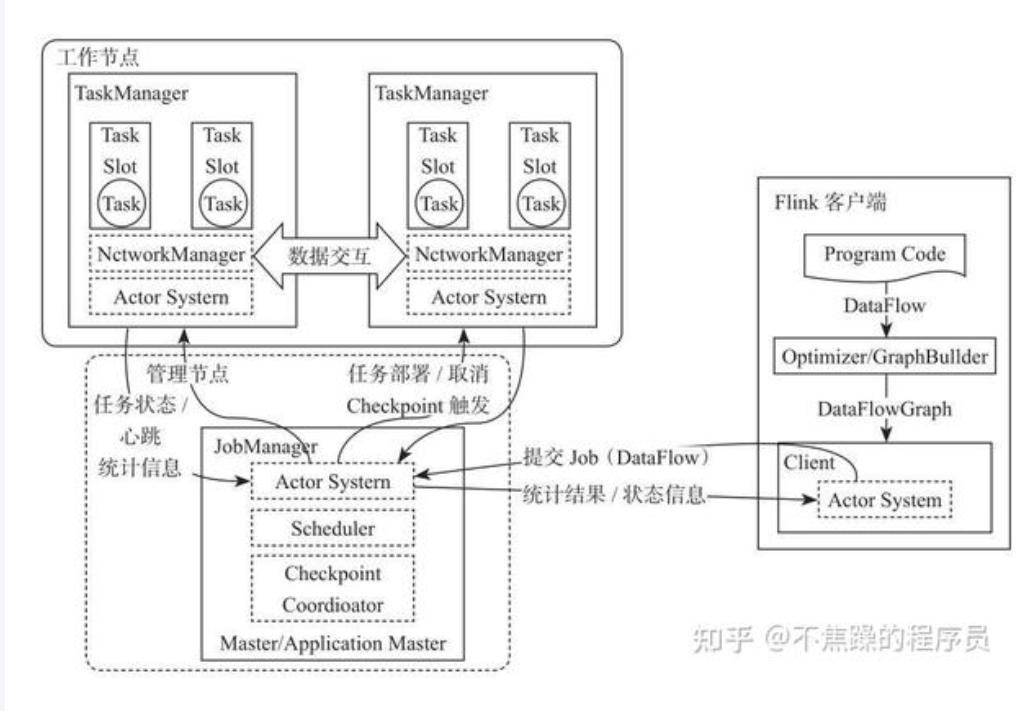 工作节点
TaskManager
Task
Slot
Task
Task
Slot
Task
NctworkManager
Actor Systern
数据交互
TaskManager
Task
Slot
Task
Task
Slot
Task
NctworkManager
Actor Systern
管理节点
任务状态 /
心跳
统计信息
任务部署 / 取消
Checkpoint 触发
JobManager
Actor Systern
Scheduler
Checkpoint
Coordioator
Master/Application Master
提交 Job（DataFlow）
统计结果 / 状态信息
Flink 客户端
Program Code
DataFlow
Optimizer/GraphBullder
DataFlowGraph
Client
Actor System
知乎 @不焦躁的程序员